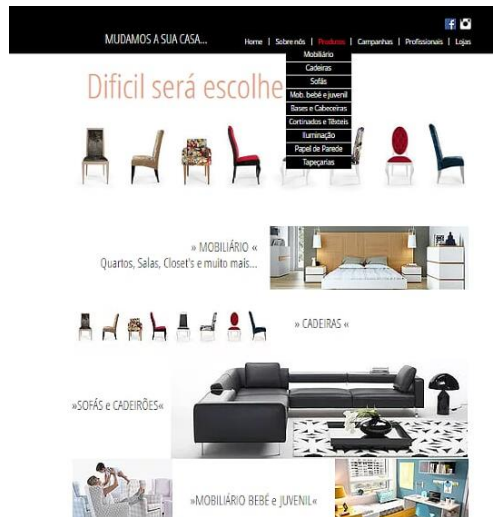 MUDAMOS A SUA CASA...
Home | Sobre nós | Produtos | Campanhas | Profissionais | Lojas
Mobiliário
Cadeiras
Sofás
Mob. bebé e juvenil
Bases e Cabeceiras
Cortinados e Têxteis
Iluminação
Papel de Parede
Tapeçarias
Dificil será escolhe
» MOBILIÁRIO «
Quartos, Salas, Closet's e muito mais...
» CADEIRAS «
»SOFÁS e CADEIRÕES«
»MOBILIÁRIO BEBÉ e JUVENIL«